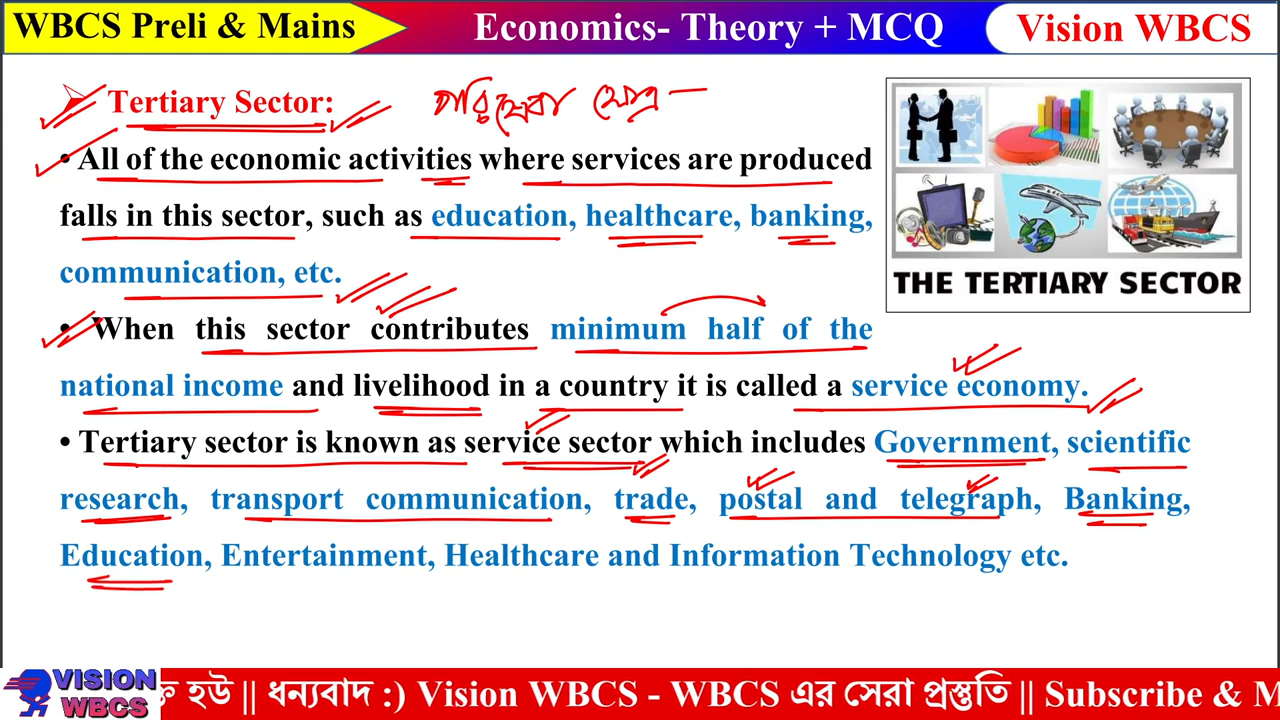 WBCS Preli & Mains
Economics- Theory + MCQ
Vision WBCS
➢ Tertiary Sector:
পরিষেবা ক্ষেত্র —
• All of the economic activities where services are produced
falls in this sector, such as education, healthcare, banking,
communication, etc.
THE TERTIARY SECTOR
• When this sector contributes minimum half of the
national income and livelihood in a country it is called a service economy.
• Tertiary sector is known as service sector which includes Government, scientific
research, transport communication, trade, postal and telegraph, Banking,
Education, Entertainment, Healthcare and Information Technology etc.
VISION
WBCS
হউ || ধন্যবাদ :) Vision WBCS - WBCS এর সেরা প্রস্তুতি || Subscribe & M